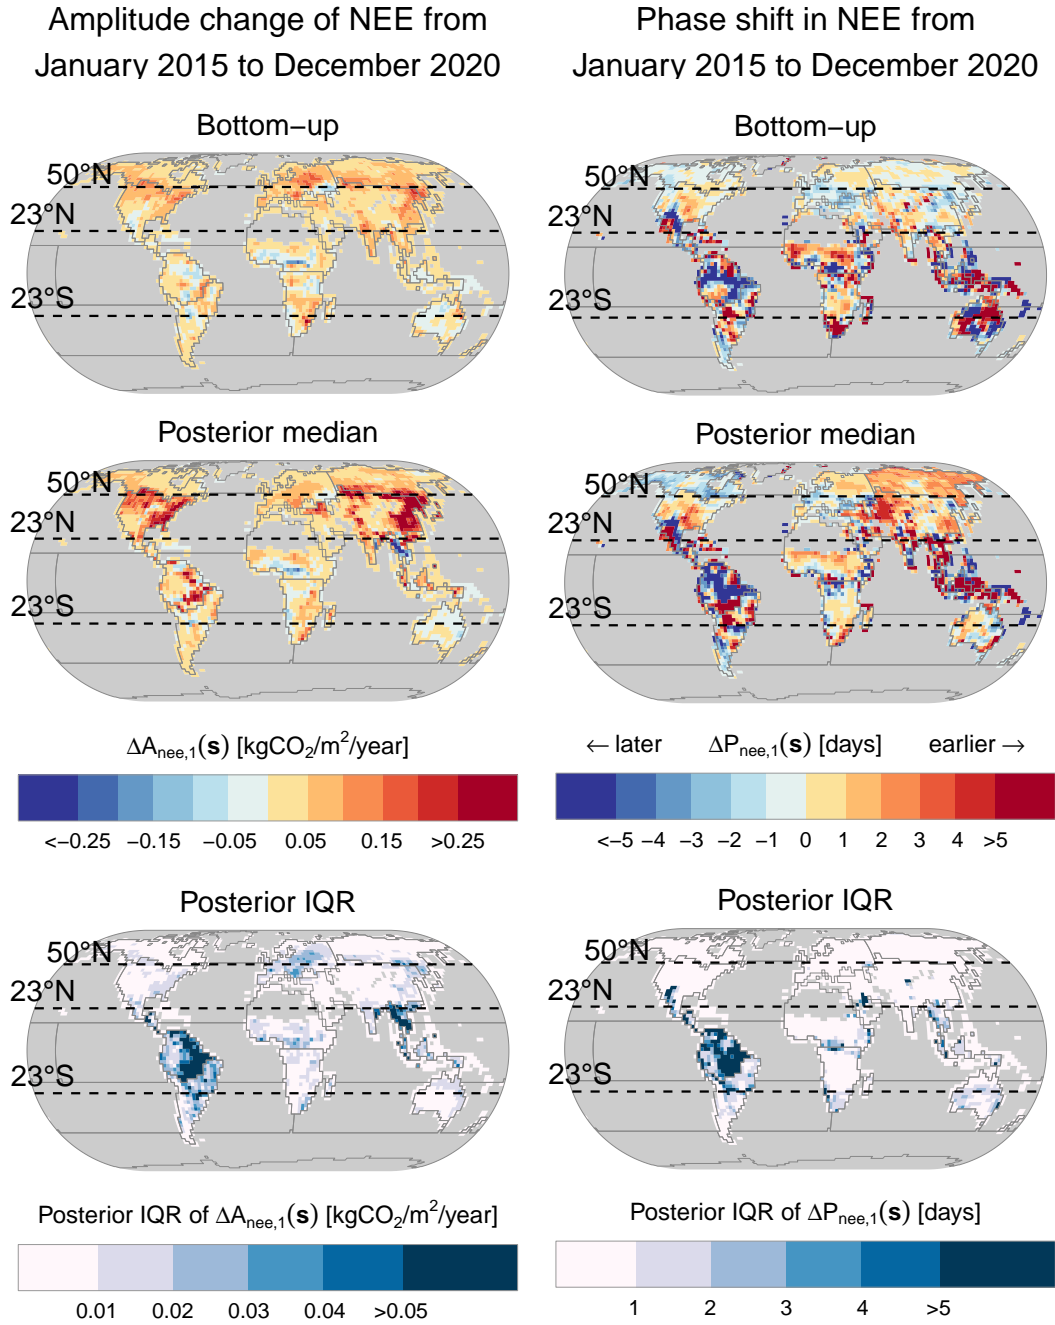 Amplitude change of NEE from
January 2015 to December 2020
Bottom−up
50°N
23°N
23°S
Posterior median
50°N
23°N
23°S
ΔA_nee,1(s) [kgCO₂/m²/year]
<−0.25 −0.15 −0.05 0.05 0.15 >0.25
Posterior IQR
50°N
23°N
23°S
Posterior IQR of ΔA_nee,1(s) [kgCO₂/m²/year]
0.01 0.02 0.03 0.04 >0.05
Phase shift in NEE from
January 2015 to December 2020
Bottom−up
50°N
23°N
23°S
Posterior median
50°N
23°N
23°S
← later ΔP_nee,1(s) [days] earlier →
<−5 −4 −3 −2 −1 0 1 2 3 4 >5
Posterior IQR
50°N
23°N
23°S
Posterior IQR of ΔP_nee,1(s) [days]
1 2 3 4 >5